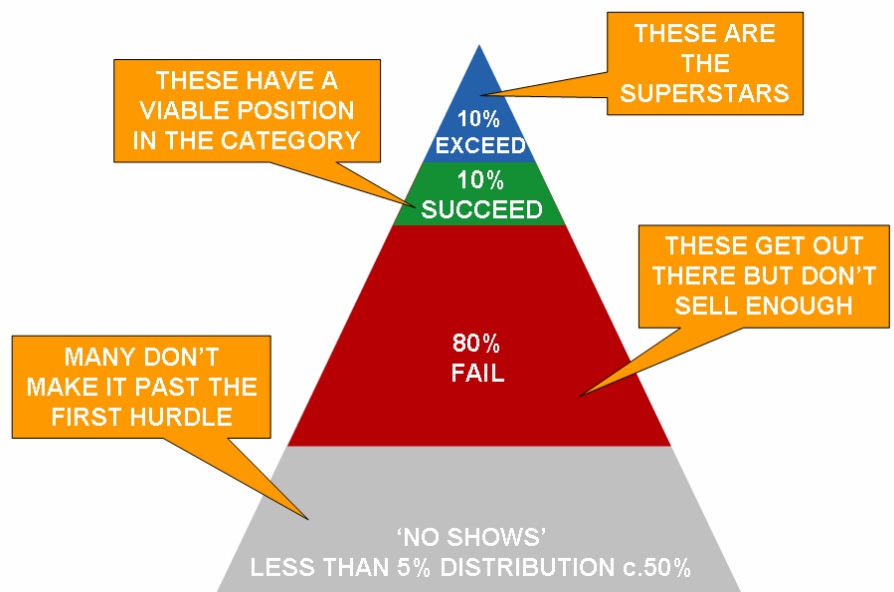 THESE ARE
THE
SUPERSTARS
THESE HAVE A
VIABLE POSITION
IN THE CATEGORY
10%
EXCEED
10%
SUCCEED
THESE GET OUT
THERE BUT DON'T
SELL ENOUGH
80%
FAIL
MANY DON'T
MAKE IT PAST THE
FIRST HURDLE
‘NO SHOWS’
LESS THAN 5% DISTRIBUTION c.50%